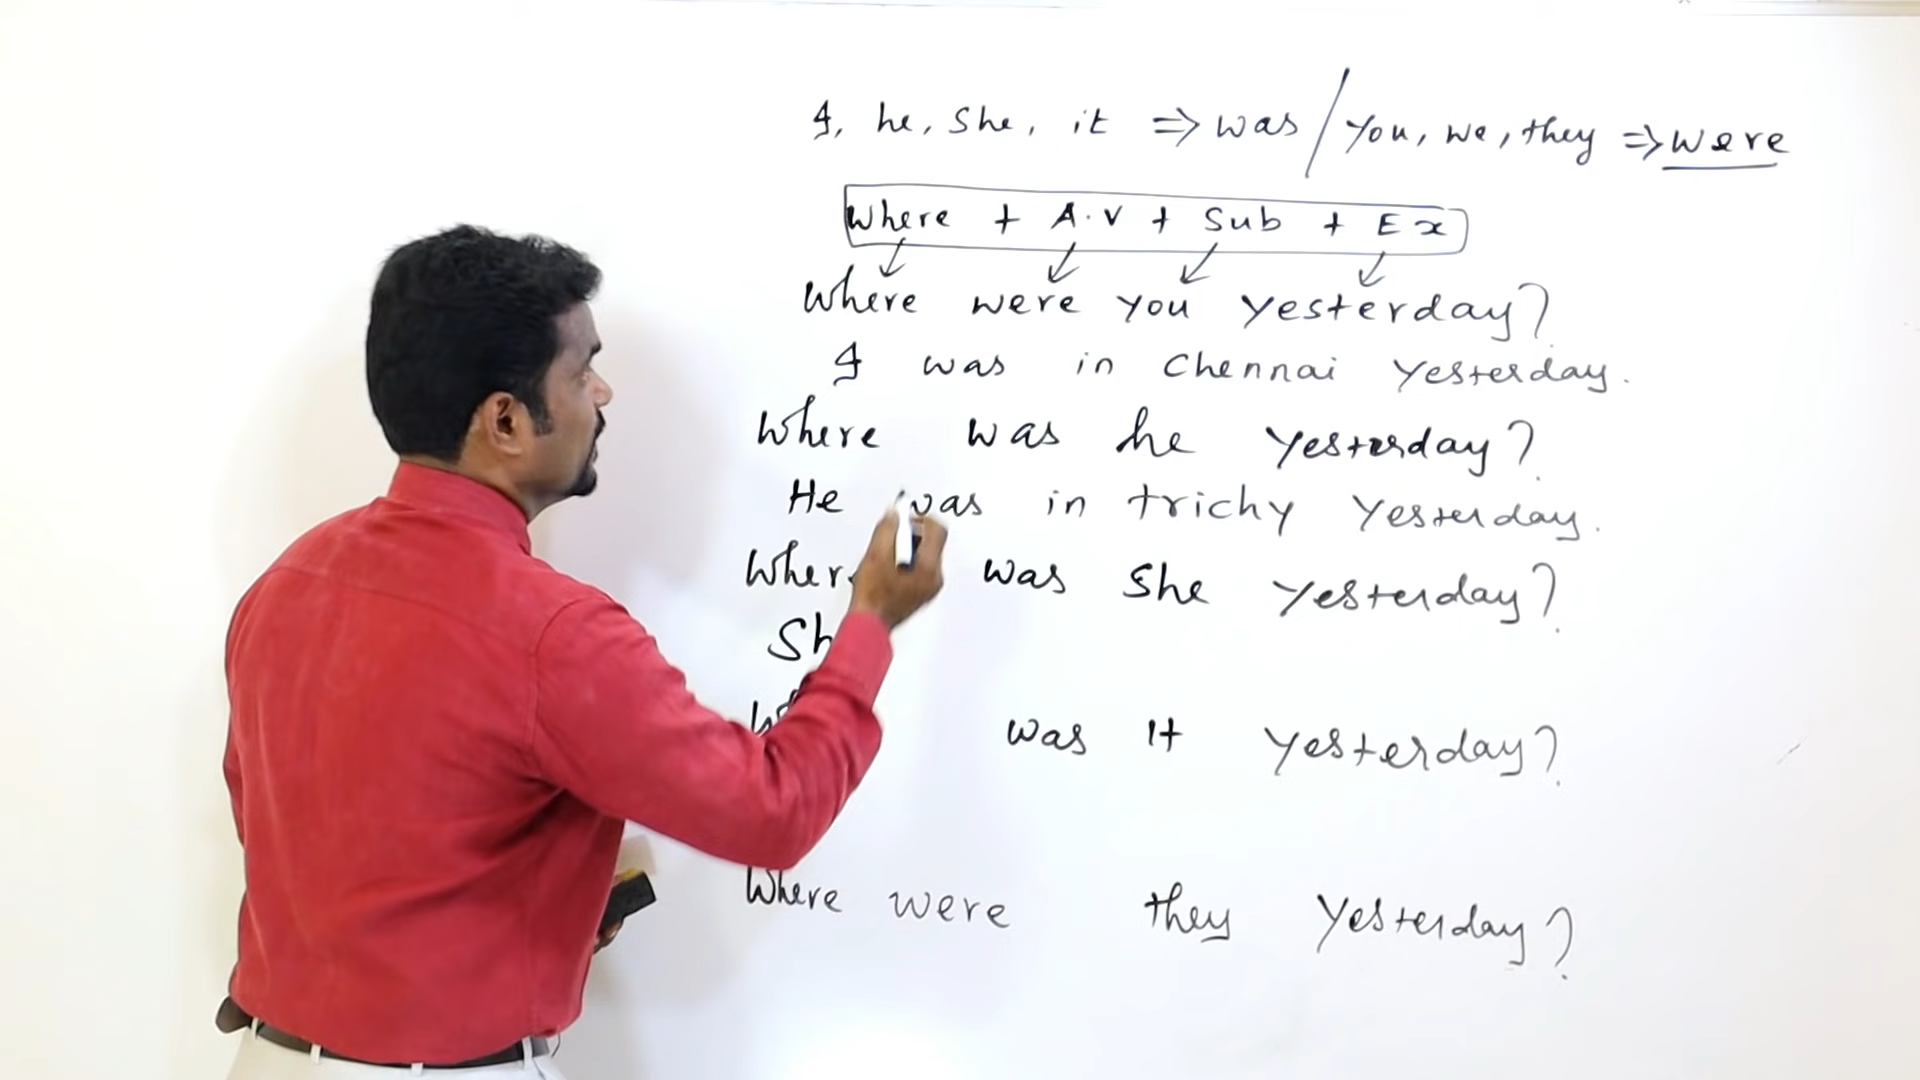 I, he, She, it => was / You, we, they => were
Where + A.V + Sub + Ex
Where were you Yesterday?
I was in Chennai Yesterday.
Where was he Yesterday?
He was in trichy Yesterday.
was She Yesterday?
was it Yesterday?
Where were they Yesterday?